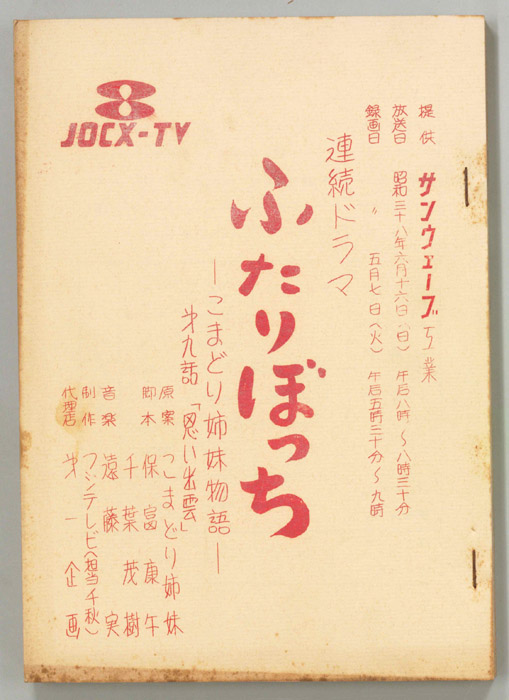 JOCX-TV
提供 サンウェーブ工業
放送日 昭和三十八年六月十六日(日) 午后八時〜八時三十分
録画日 〃 五月七日(火) 午后五時三十分〜九時
連続ドラマ
ふたりぼっち
―こまどり姉妹物語―
才九話「思い出雲」
原案 こまどり姉妹
脚本 保富康午
千葉茂樹
音楽 遠藤実
制作 フジテレビ(担当千秋)
代理店 才一企画